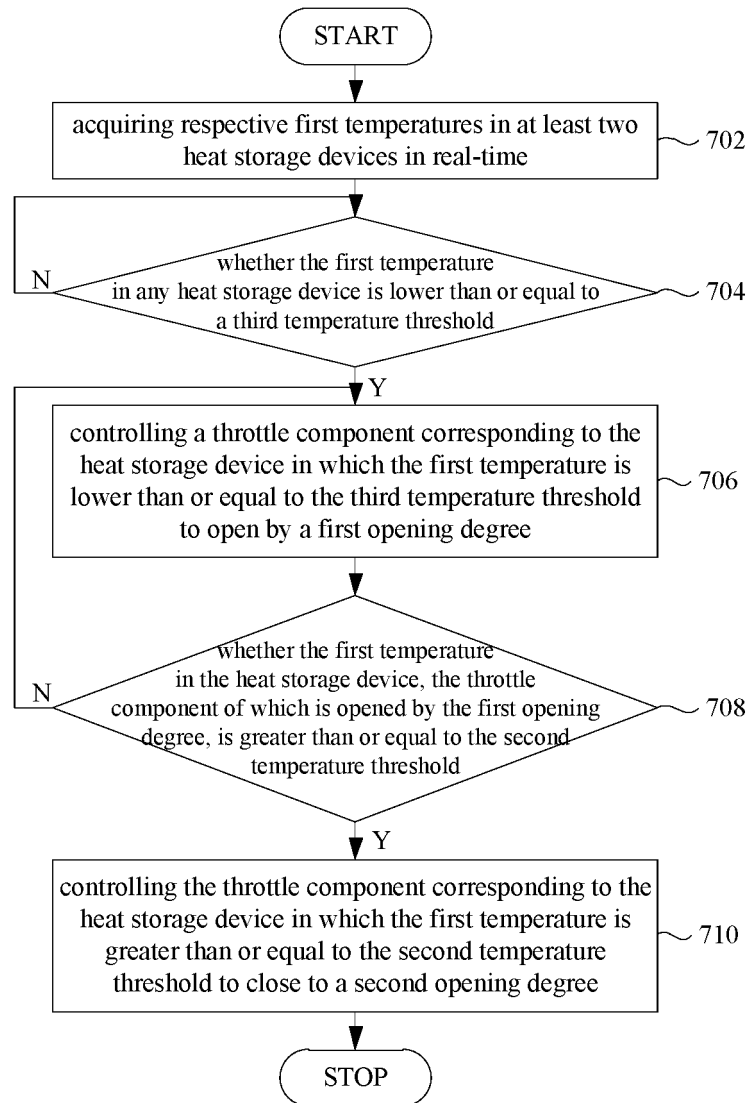 START
acquiring respective first temperatures in at least two
heat storage devices in real-time
702
whether the first temperature
in any heat storage device is lower than or equal to
a third temperature threshold
N
704
Y
controlling a throttle component corresponding to the
heat storage device in which the first temperature is
lower than or equal to the third temperature threshold
to open by a first opening degree
706
whether the first temperature
in the heat storage device, the throttle
component of which is opened by the first opening
degree, is greater than or equal to the second
temperature threshold
N
708
Y
controlling the throttle component corresponding to the
heat storage device in which the first temperature is
greater than or equal to the second temperature
threshold to close to a second opening degree
710
STOP